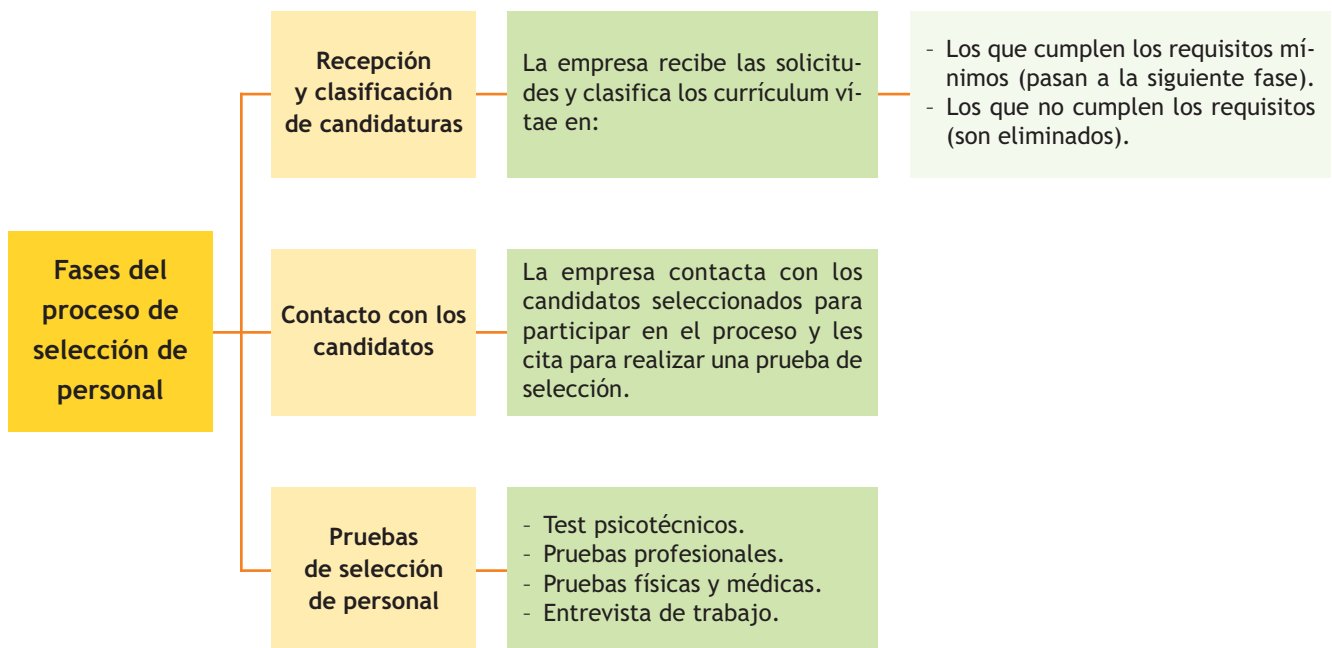 Fases del
proceso de
selección de
personal
Recepción
y clasificación
de candidaturas
La empresa recibe las solicitu-
des y clasifica los currículum ví-
tae en:
- Los que cumplen los requisitos mí-
nimos (pasan a la siguiente fase).
- Los que no cumplen los requisitos
(son eliminados).
Contacto con los
candidatos
La empresa contacta con los
candidatos seleccionados para
participar en el proceso y les
cita para realizar una prueba de
selección.
Pruebas
de selección
de personal
- Test psicotécnicos.
- Pruebas profesionales.
- Pruebas físicas y médicas.
- Entrevista de trabajo.